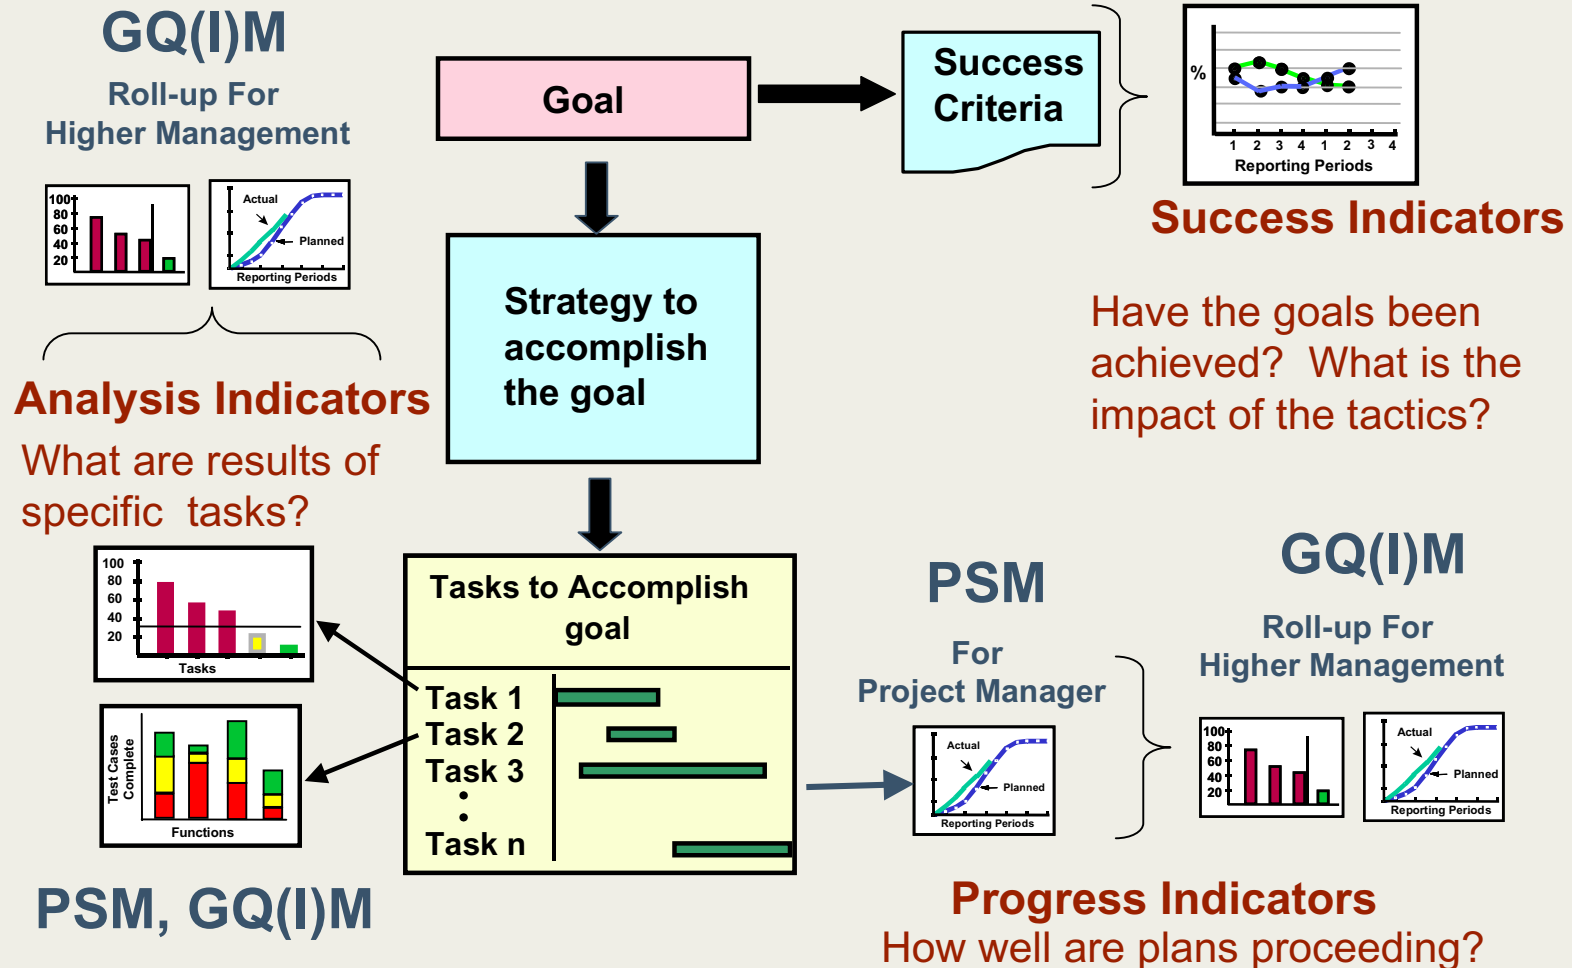 GQ(I)M
Roll-up For
Higher Management
100
80
60
40
20
Actual
Planned
Reporting Periods
Analysis Indicators
What are results of
specific  tasks?
100
80
60
40
20
Tasks
Test Cases
Complete
Functions
PSM, GQ(I)M
Goal
Strategy to
accomplish
the goal
Tasks to Accomplish
goal
Task 1
Task 2
Task 3
Task n
Success
Criteria
%
1 2 3 4 1 2 3 4
Reporting Periods
Success Indicators
Have the goals been
achieved?  What is the
impact of the tactics?
PSM
For
Project Manager
Actual
Planned
Reporting Periods
GQ(I)M
Roll-up For
Higher Management
100
80
60
40
20
Actual
Planned
Reporting Periods
Progress Indicators
How well are plans proceeding?